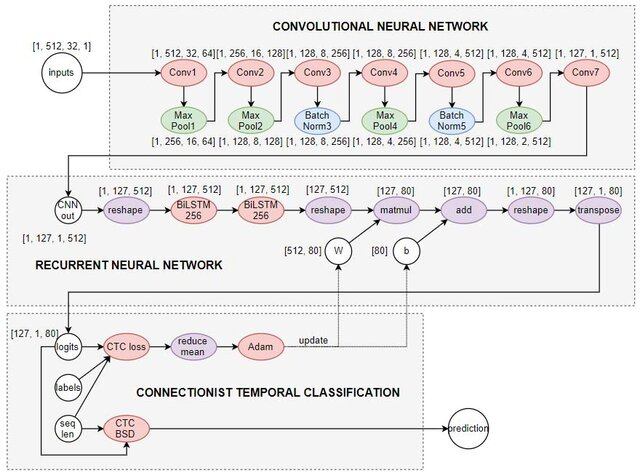 CONVOLUTIONAL NEURAL NETWORK
[1, 512, 32, 1]
[1, 512, 32, 64] [1, 256, 16, 128] [1, 128, 8, 256] [1, 128, 8, 256] [1, 128, 4, 512] [1, 128, 4, 512] [1, 127, 1, 512]
inputs Conv1 Conv2 Conv3 Conv4 Conv5 Conv6 Conv7
Max Max Batch Max Batch Max
Pool1 Pool2 Norm3 Pool4 Norm5 Pool6
[1, 256, 16, 64] [1, 128, 8, 128] [1, 128, 8, 256] [1, 128, 4, 256] [1, 128, 4, 512] [1, 128, 2, 512]
[1, 127, 512] [1, 127, 512] [1, 127, 512] [127, 512] [127, 80] [127, 80] [1, 127, 80] [127, 1, 80]
CNN BiLSTM BiLSTM
out reshape 256 256 reshape matmul add reshape transpose
[1, 127, 1, 512]
[512, 80] W [80] b
RECURRENT NEURAL NETWORK
[127, 1, 80]
logits CTC loss reduce Adam update
mean
labels
CONNECTIONIST TEMPORAL CLASSIFICATION
seq CTC
len BSD prediction